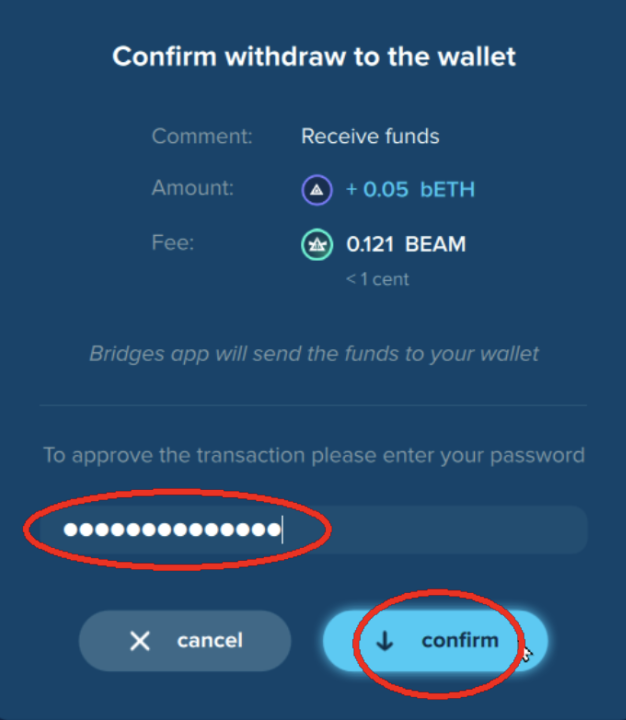 Confirm withdraw to the wallet
Comment: Receive funds
Amount: + 0.05 bETH
Fee: 0.121 BEAM
< 1 cent
Bridges app will send the funds to your wallet
To approve the transaction please enter your password
●●●●●●●●●●●●●●
cancel
confirm